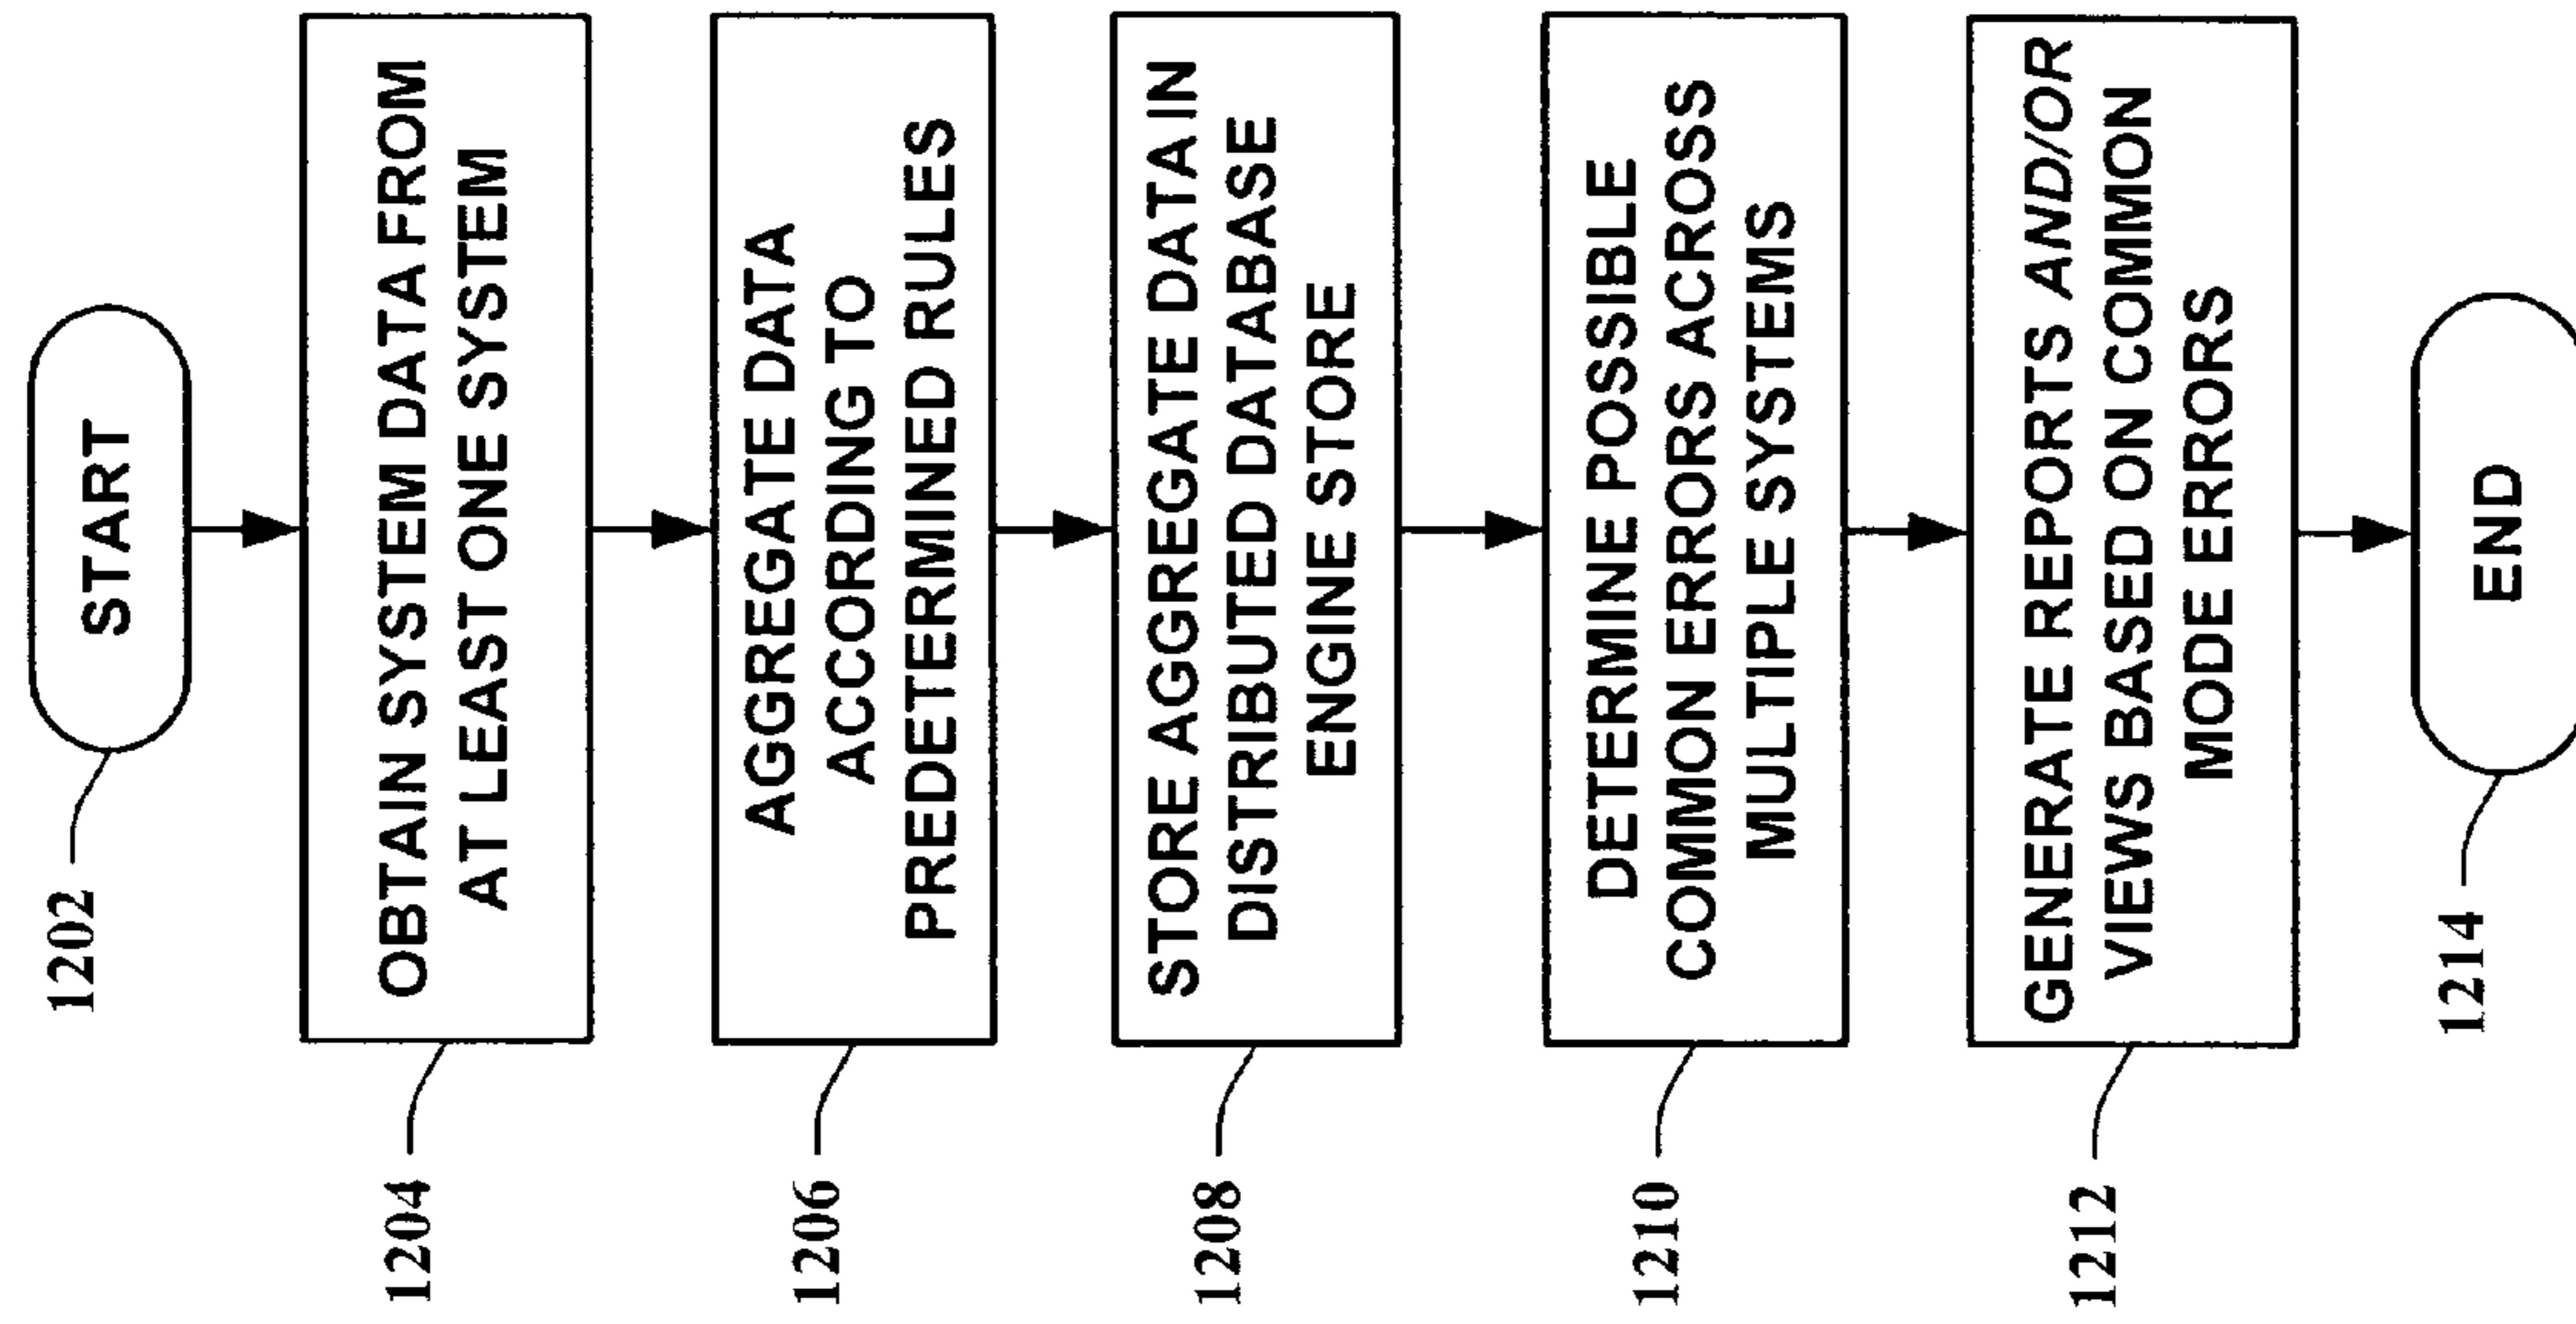 START
1202
OBTAIN SYSTEM DATA FROM
AT LEAST ONE SYSTEM
1204
AGGREGATE DATA
ACCORDING TO
PREDETERMINED RULES
1206
STORE AGGREGATE DATA IN
DISTRIBUTED DATABASE
ENGINE STORE
1208
DETERMINE POSSIBLE
COMMON ERRORS ACROSS
MULTIPLE SYSTEMS
1210
GENERATE REPORTS AND/OR
VIEWS BASED ON COMMON
MODE ERRORS
1212
END
1214